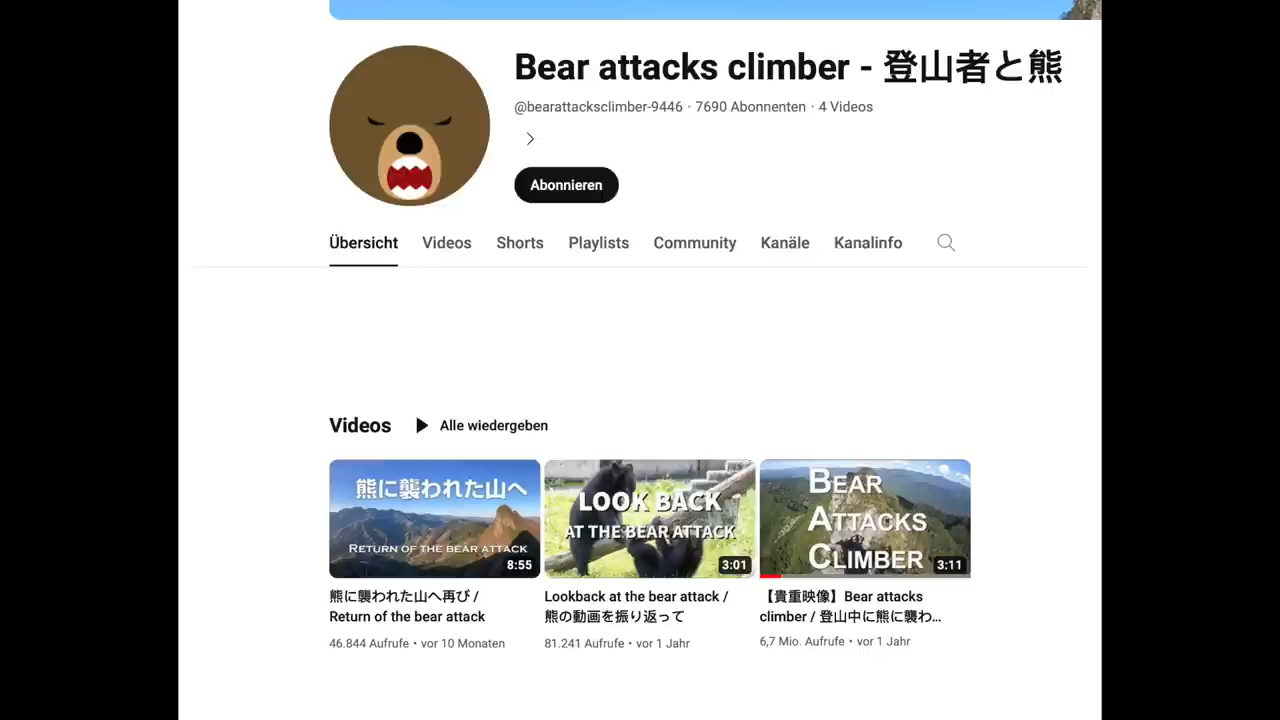 Bear attacks climber - 登山者と熊
@bearattacksclimber-9446 · 7690 Abonnenten · 4 Videos
Abonnieren
Übersicht Videos Shorts Playlists Community Kanäle Kanalinfo
Videos Alle wiedergeben
熊に襲われた山へ
RETURN OF THE BEAR ATTACK
8:55
LOOK BACK
AT THE BEAR ATTACK
3:01
BEAR
ATTACKS
CLIMBER
3:11
熊に襲われた山へ再び /
Return of the bear attack
46.844 Aufrufe • vor 10 Monaten
Lookback at the bear attack /
熊の動画を振り返って
81.241 Aufrufe • vor 1 Jahr
【貴重映像】Bear attacks
climber / 登山中に熊に襲わ…
6,7 Mio. Aufrufe • vor 1 Jahr